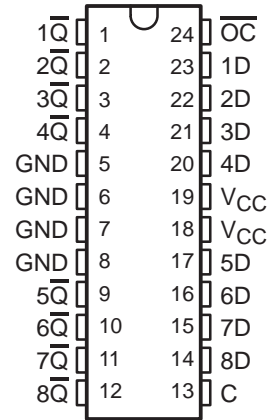 1Q̅ 1 24 O̅C̅
2Q̅ 2 23 1D
3Q̅ 3 22 2D
4Q̅ 4 21 3D
GND 5 20 4D
GND 6 19 VCC
GND 7 18 VCC
GND 8 17 5D
5Q̅ 9 16 6D
6Q̅ 10 15 7D
7Q̅ 11 14 8D
8Q̅ 12 13 C